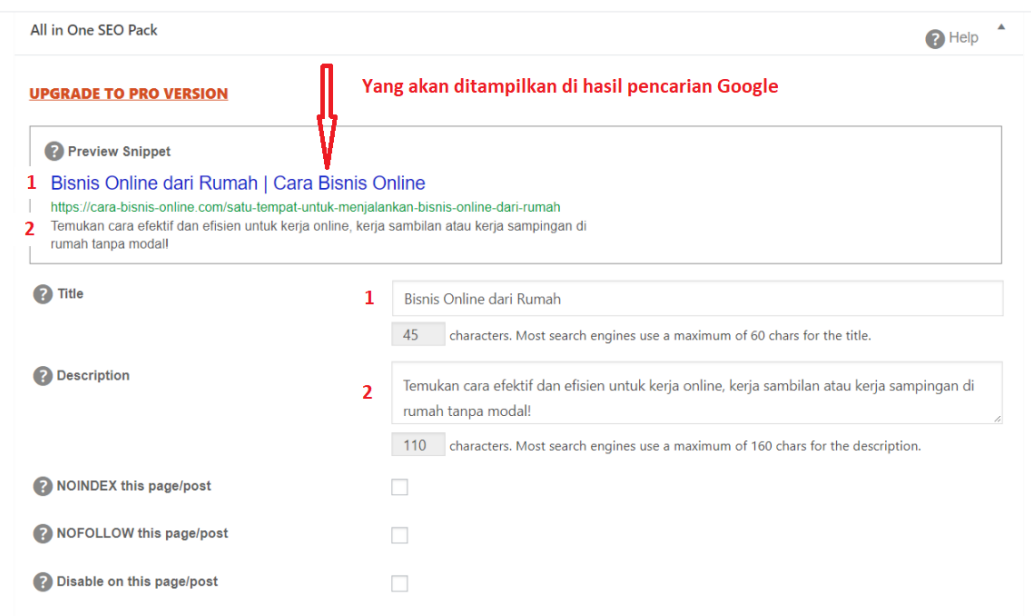 All in One SEO Pack
Help
UPGRADE TO PRO VERSION
Yang akan ditampilkan di hasil pencarian Google
Preview Snippet
1 Bisnis Online dari Rumah | Cara Bisnis Online
https://cara-bisnis-online.com/satu-tempat-untuk-menjalankan-bisnis-online-dari-rumah
2 Temukan cara efektif dan efisien untuk kerja online, kerja sambilan atau kerja sampingan di
rumah tanpa modal!
Title
1 Bisnis Online dari Rumah
45 characters. Most search engines use a maximum of 60 chars for the title.
Description
2 Temukan cara efektif dan efisien untuk kerja online, kerja sambilan atau kerja sampingan di
rumah tanpa modal!
110 characters. Most search engines use a maximum of 160 chars for the description.
NOINDEX this page/post
NOFOLLOW this page/post
Disable on this page/post